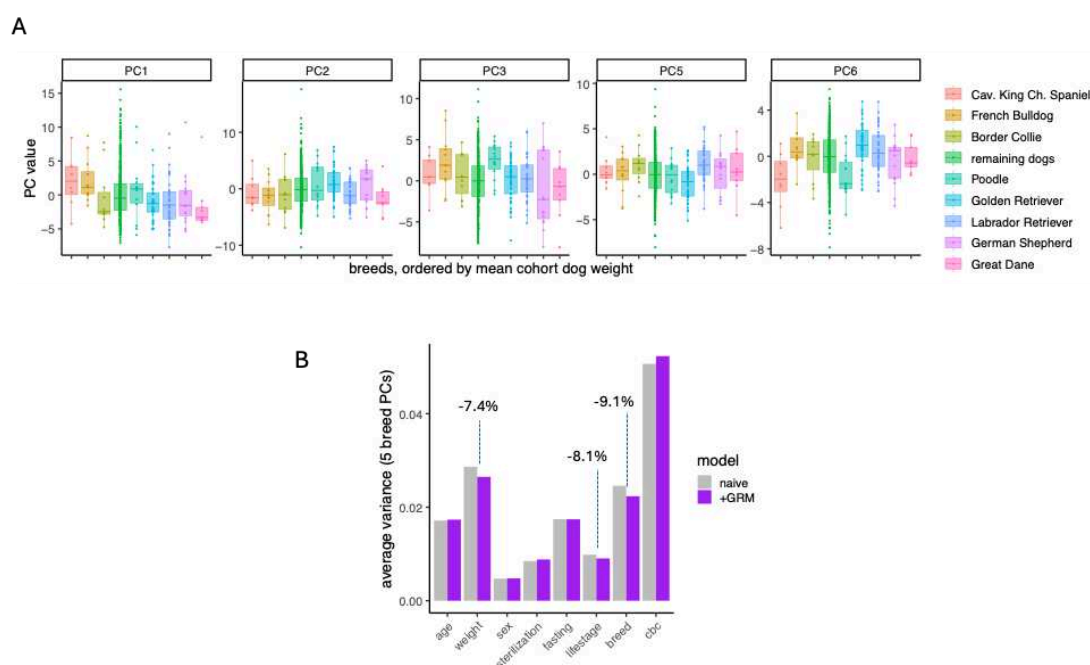 A
PC1
PC2
PC3
PC5
PC6
PC value
15
10
5
0
−5
10
0
−10
10
5
0
−5
10
5
0
−5
4
0
−4
−8
breeds, ordered by mean cohort dog weight
Cav. King Ch. Spaniel
French Bulldog
Border Collie
remaining dogs
Poodle
Golden Retriever
Labrador Retriever
German Shepherd
Great Dane
B
average variance (5 breed PCs)
0.04
0.02
0.00
-7.4%
-8.1%
-9.1%
model
naive
+GRM
age
weight
sex
sterilization
fasting
lifestage
breed
cbc